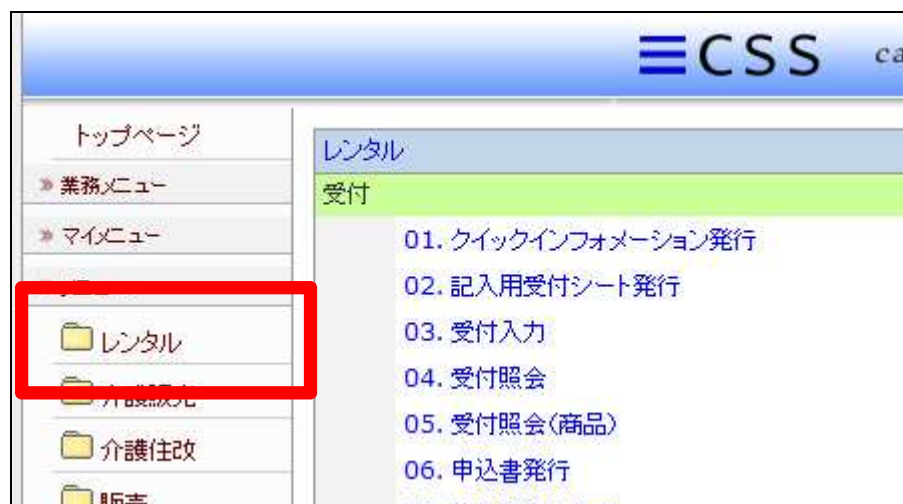 ≡CSS ca
トップページ
» 業務メニュー
» マイメニュー
レンタル
介護住改
販売
レンタル
受付
01. クイックインフォメーション発行
02. 記入用受付シート発行
03. 受付入力
04. 受付照会
05. 受付照会(商品)
06. 申込書発行